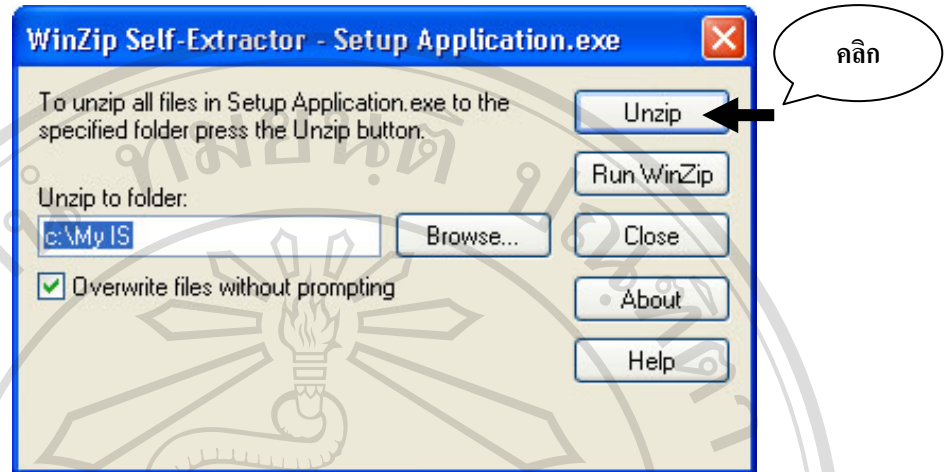 WinZip Self-Extractor - Setup Application.exe
คลิก
To unzip all files in Setup Application.exe to the
specified folder press the Unzip button.
Unzip
Run WinZip
Unzip to folder:
c:\My IS
Browse...
Close
Overwrite files without prompting
About
Help